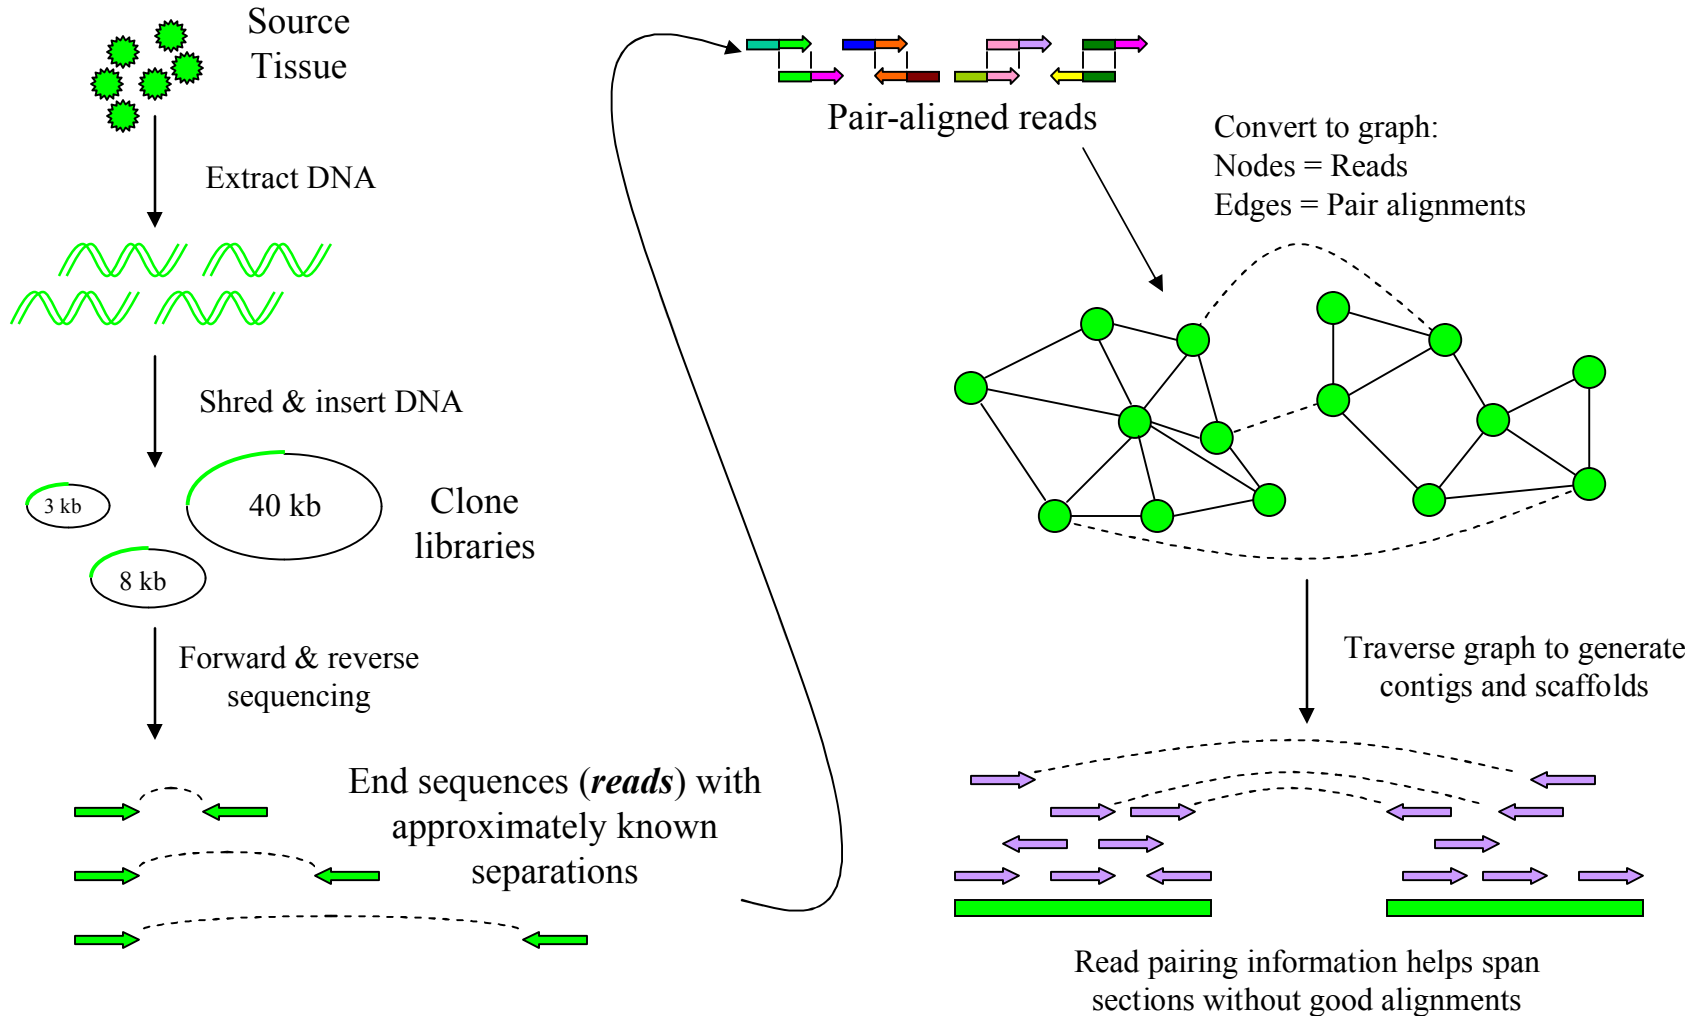 Source
Tissue
Extract DNA
Shred & insert DNA
3 kb
40 kb
8 kb
Clone
libraries
Forward & reverse
sequencing
End sequences (reads) with
approximately known
separations
Pair-aligned reads
Convert to graph:
Nodes = Reads
Edges = Pair alignments
Traverse graph to generate
contigs and scaffolds
Read pairing information helps span
sections without good alignments